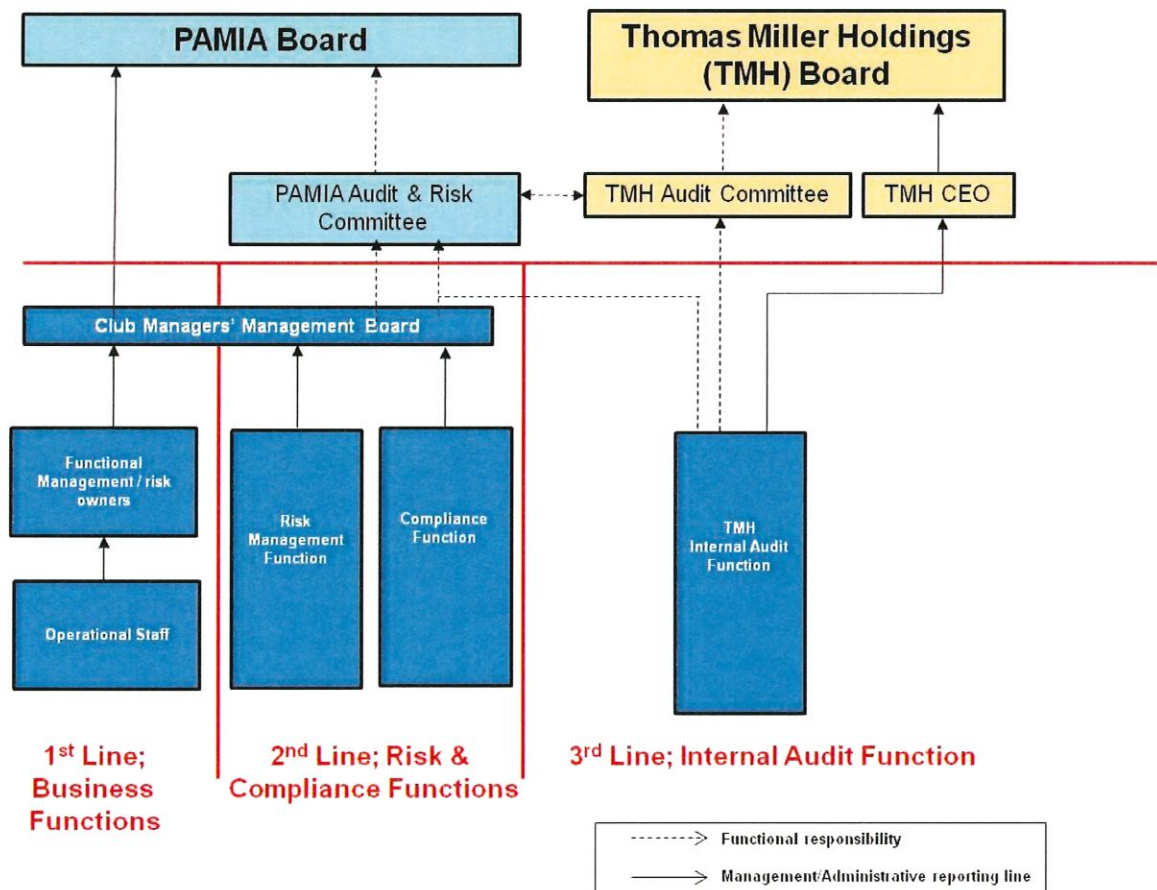 PAMIA Board
Thomas Miller Holdings
(TMH) Board
PAMIA Audit & Risk
Committee
TMH Audit Committee
TMH CEO
Club Managers' Management Board
Functional
Management / risk
owners
Operational Staff
Risk
Management
Function
Compliance
Function
TMH
Internal Audit
Function
1st Line;
Business
Functions
2nd Line; Risk &
Compliance Functions
3rd Line; Internal Audit Function
Functional responsibility
Management/Administrative reporting line